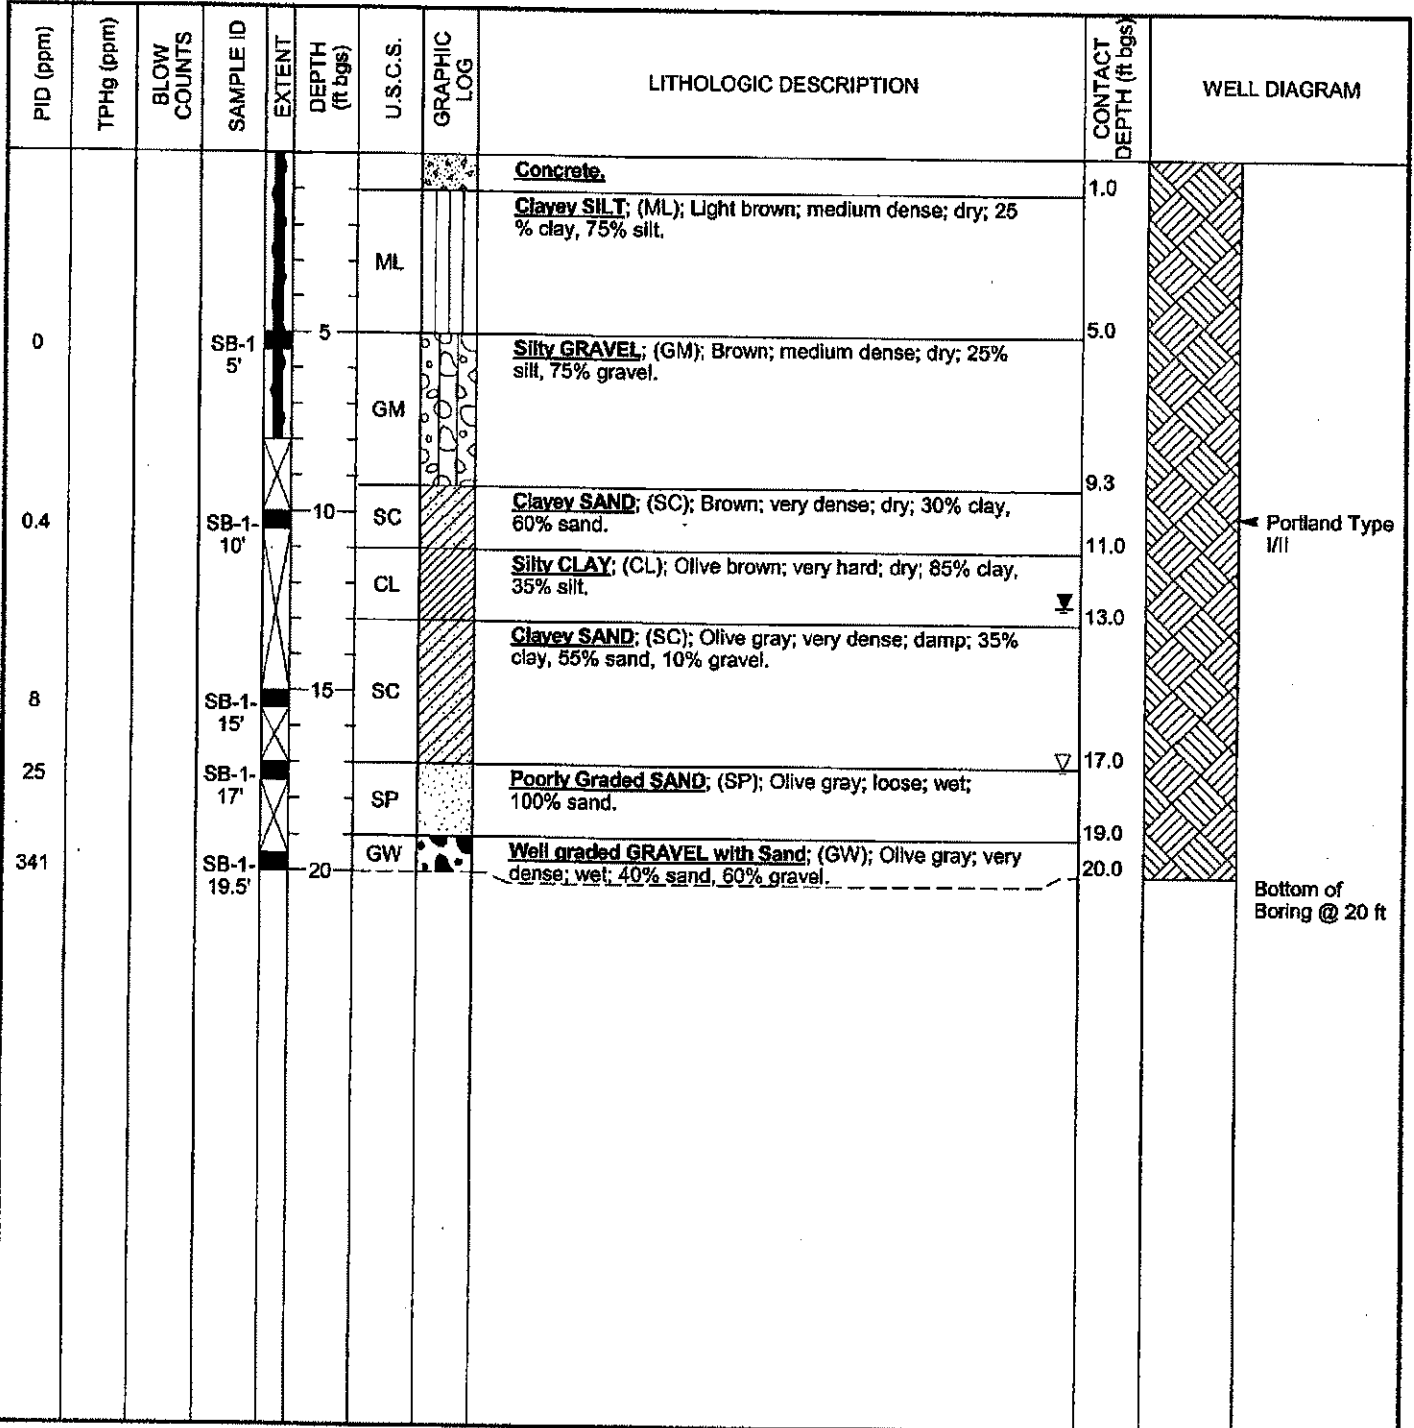 PID (ppm)
TPHg (ppm)
BLOW
COUNTS
SAMPLE ID
EXTENT
DEPTH
(ft bgs)
U.S.C.S.
GRAPHIC
LOG
LITHOLOGIC DESCRIPTION
CONTACT
DEPTH (ft bgs)
WELL DIAGRAM
Concrete.
1.0
Clayey SILT; (ML); Light brown; medium dense; dry; 25
% clay, 75% silt.
ML
0
SB-1
5'
5
5.0
Silty GRAVEL; (GM); Brown; medium dense; dry; 25%
silt, 75% gravel.
GM
9.3
0.4
SB-1-
10'
10
SC
Clayey SAND; (SC); Brown; very dense; dry; 30% clay,
60% sand.
Portland Type
I/II
11.0
CL
Silty CLAY; (CL); Olive brown; very hard; dry; 85% clay,
35% silt.
13.0
Clayey SAND; (SC); Olive gray; very dense; damp; 35%
clay, 55% sand, 10% gravel.
8
SB-1-
15'
15
SC
17.0
25
SB-1-
17'
SP
Poorly Graded SAND; (SP); Olive gray; loose; wet;
100% sand.
19.0
341
SB-1-
19.5'
20
GW
Well graded GRAVEL with Sand; (GW); Olive gray; very
dense; wet; 40% sand, 60% gravel.
20.0
Bottom of
Boring @ 20 ft